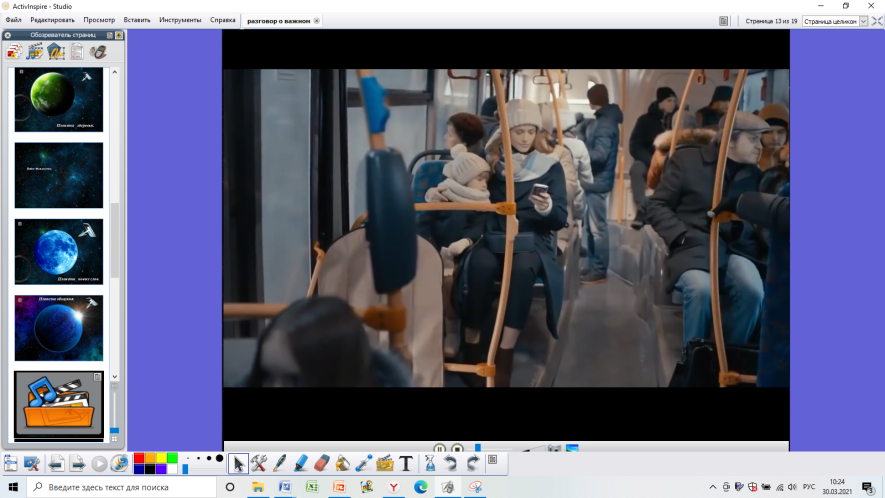 ActivInspire - Studio
Файл Редактировать Просмотр Вставить Инструменты Справка
разговор о важном
Страница 13 из 19
Страница целиком
Обозреватель страниц
Введите здесь текст для поиска
РУС
10:24
30.03.2021
3